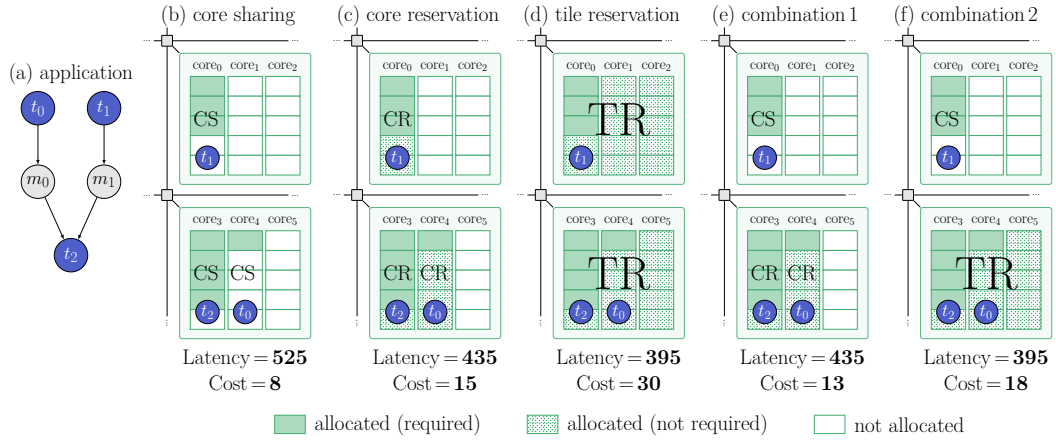 (b) core sharing (c) core reservation (d) tile reservation (e) combination 1 (f) combination 2
(a) application
t0 t1
m0 m1
t2
core0 core1 core2
CS
t1
core3 core4 core5
CS CS
t2 t0
Latency = 525
Cost = 8
core0 core1 core2
CR
t1
core3 core4 core5
CR CR
t2 t0
Latency = 435
Cost = 15
core0 core1 core2
TR
t1
core3 core4 core5
TR
t2 t0
Latency = 395
Cost = 30
core0 core1 core2
CS
t1
core3 core4 core5
CR CR
t2 t0
Latency = 435
Cost = 13
core0 core1 core2
CS
t1
core3 core4 core5
TR
t2 t0
Latency = 395
Cost = 18
allocated (required) allocated (not required) not allocated